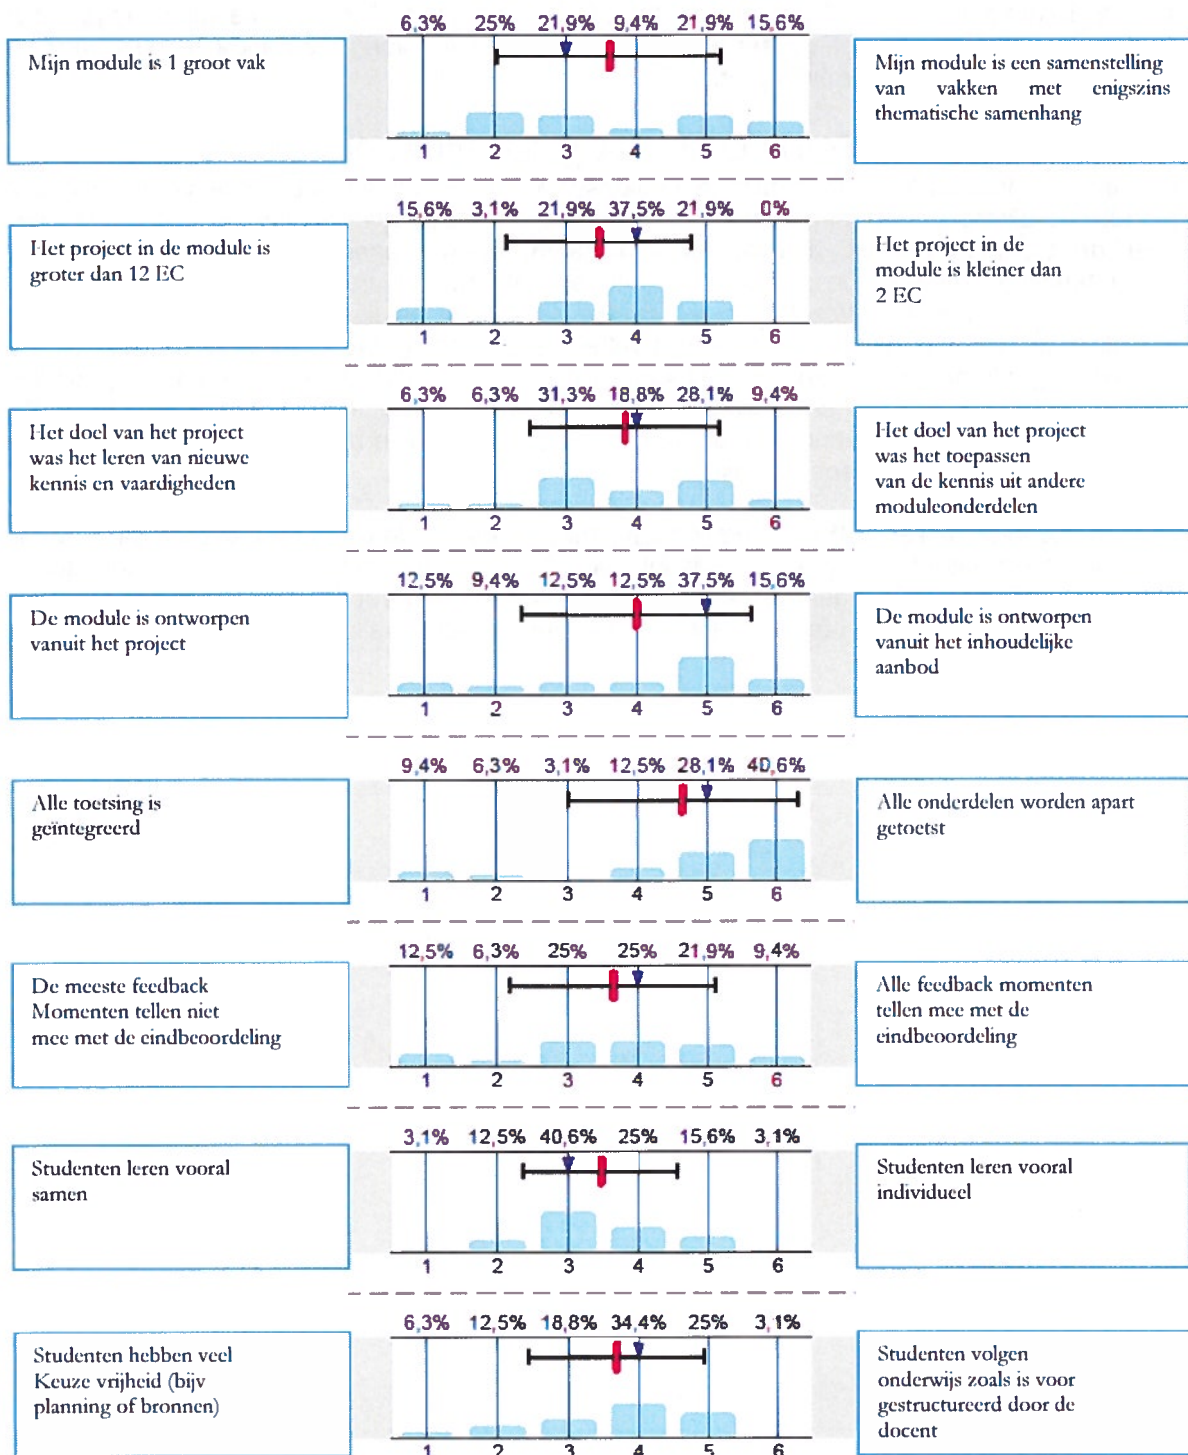 6,3% 25% 21,9% 9,4% 21,9% 15,6%
Mijn module is 1 groot vak
Mijn module is een samenstelling
van vakken met enigszins
thematische samenhang
1 2 3 4 5 6
15,6% 3,1% 21,9% 37,5% 21,9% 0%
Het project in de module is
groter dan 12 EC
Het project in de
module is kleiner dan
2 EC
1 2 3 4 5 6
6,3% 6,3% 31,3% 18,8% 28,1% 9,4%
Het doel van het project
was het leren van nieuwe
kennis en vaardigheden
Het doel van het project
was het toepassen
van de kennis uit andere
moduleonderdelen
1 2 3 4 5 6
12,5% 9,4% 12,5% 12,5% 37,5% 15,6%
De module is ontworpen
vanuit het project
De module is ontworpen
vanuit het inhoudelijke
aanbod
1 2 3 4 5 6
9,4% 6,3% 3,1% 12,5% 28,1% 40,6%
Alle toetsing is
geïntegreerd
Alle onderdelen worden apart
getoetst
1 2 3 4 5 6
12,5% 6,3% 25% 25% 21,9% 9,4%
De meeste feedback
Momenten tellen niet
mee met de eindbeoordeling
Alle feedback momenten
tellen mee met de
eindbeoordeling
1 2 3 4 5 6
3,1% 12,5% 40,6% 25% 15,6% 3,1%
Studenten leren vooral
samen
Studenten leren vooral
individueel
1 2 3 4 5 6
6,3% 12,5% 18,8% 34,4% 25% 3,1%
Studenten hebben veel
Keuze vrijheid (bijv
planning of bronnen)
Studenten volgen
onderwijs zoals is voor
gestructureerd door de
docent
1 2 3 4 5 6